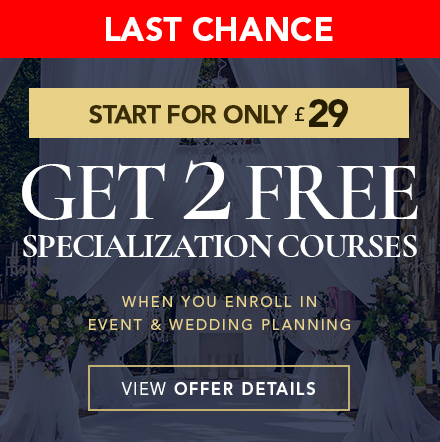 LAST CHANCE
START FOR ONLY £29
GET 2 FREE
SPECIALIZATION COURSES
WHEN YOU ENROLL IN
EVENT & WEDDING PLANNING
VIEW OFFER DETAILS